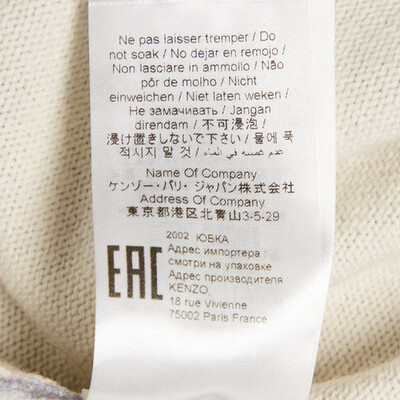 Ne pas laisser tremper / Do
not soak / No dejar en remojo /
Non lasciare in ammollo / Não
pôr de molho / Nicht
einweichen / Niet laten weken /
Не замачивать / Jangan
direndam / 不可浸泡 /
浸け置きしないで下さい / 물에 푹
적시지 말 것 / عدم غمسه في الماء /
Name Of Company
ケンゾー・パリ・ジャパン株式会社
Address Of Company
東京都港区北青山3-5-29
2002 ЮБКА
Адрес импортера :
смотри на упаковке
Адрес производителя
KENZO
18 rue Vivienne
75002 Paris France
EAC